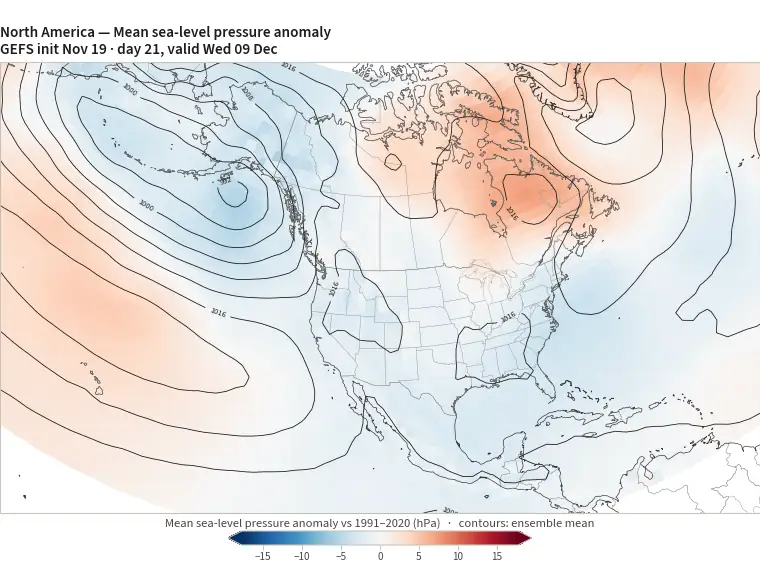 North America — Mean sea-level pressure anomaly
GEFS init Nov 19 · day 21, valid Wed 09 Dec
1016
1000
1008
992
1000
1016
1016
1016
1016
Mean sea-level pressure anomaly vs 1991–2020 (hPa)   ·   contours: ensemble mean
−15 −10 −5 0 5 10 15